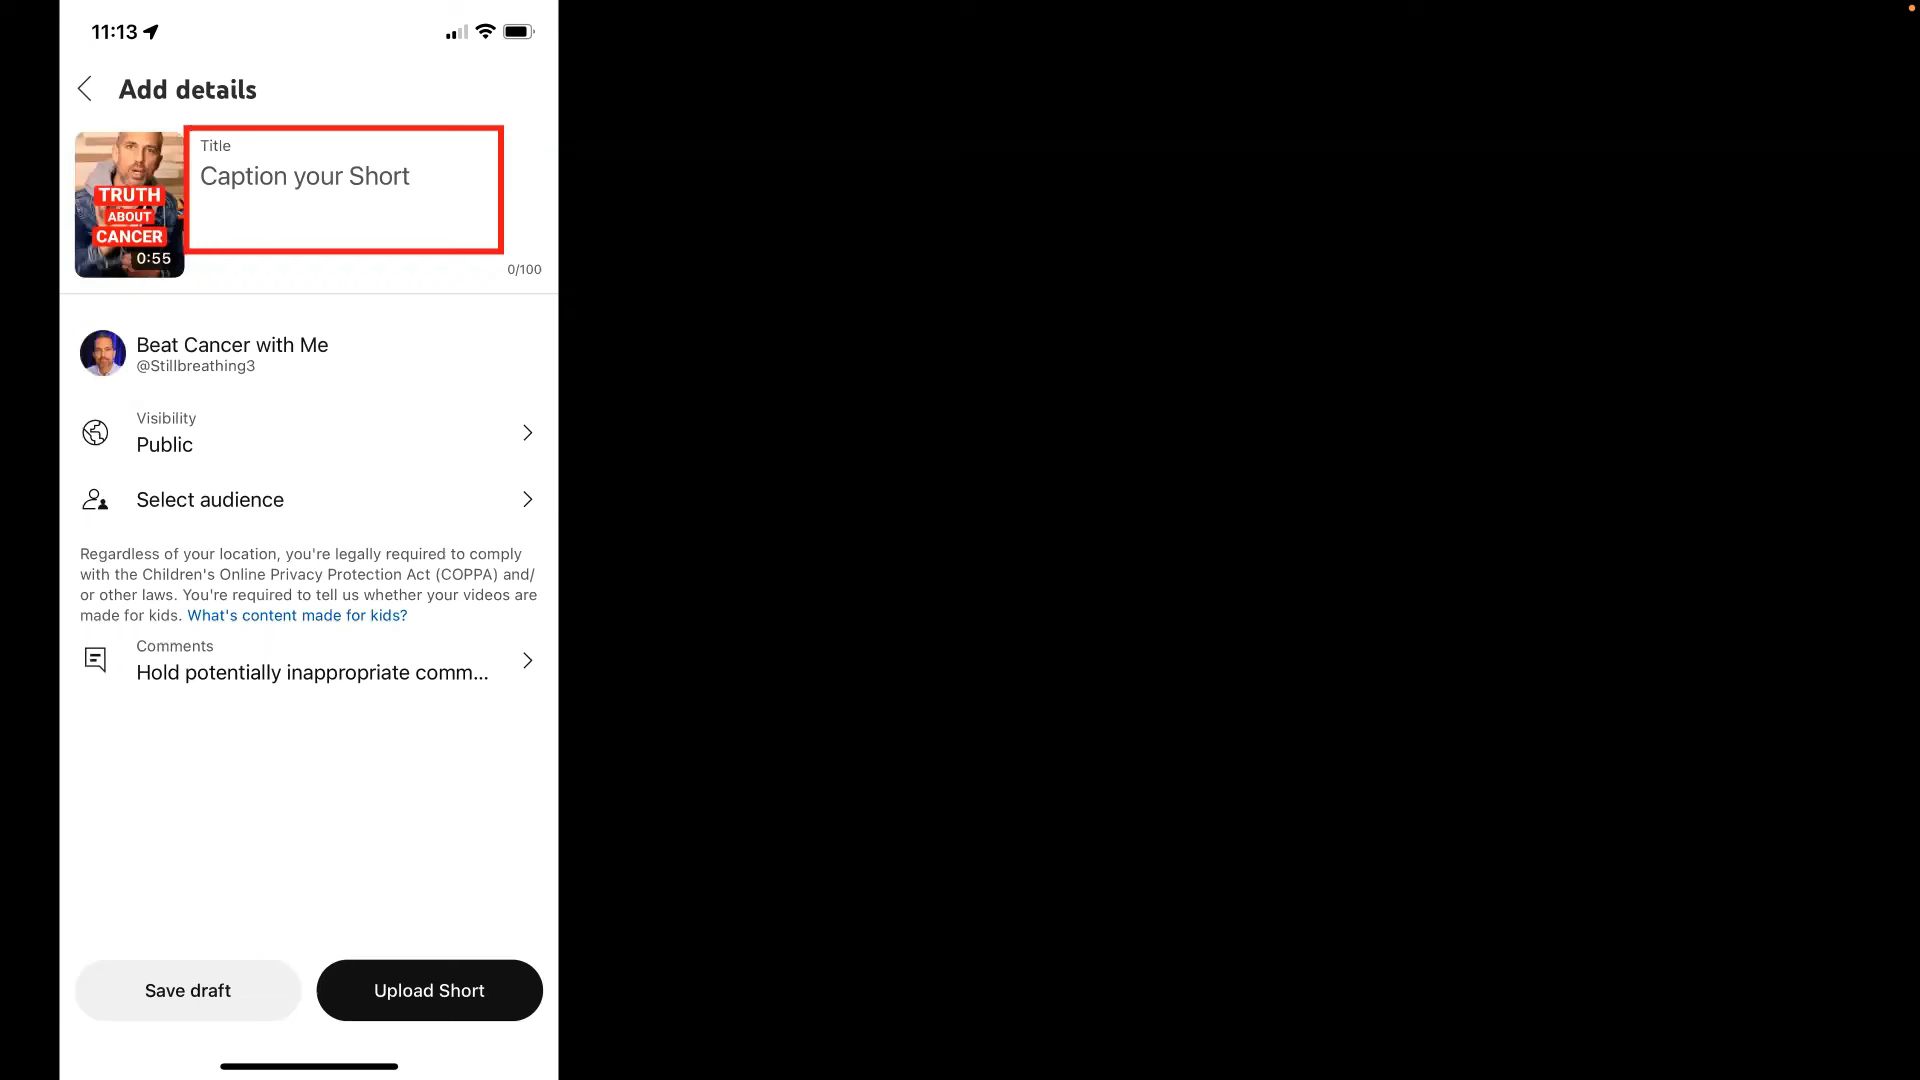 11:13
Add details
Title
Caption your Short
TRUTH
ABOUT
CANCER
0:55
0/100
Beat Cancer with Me
@Stillbreathing3
Visibility
Public
Select audience
Regardless of your location, you're legally required to comply
with the Children's Online Privacy Protection Act (COPPA) and/
or other laws. You're required to tell us whether your videos are
made for kids. What's content made for kids?
Comments
Hold potentially inappropriate comm...
Save draft
Upload Short